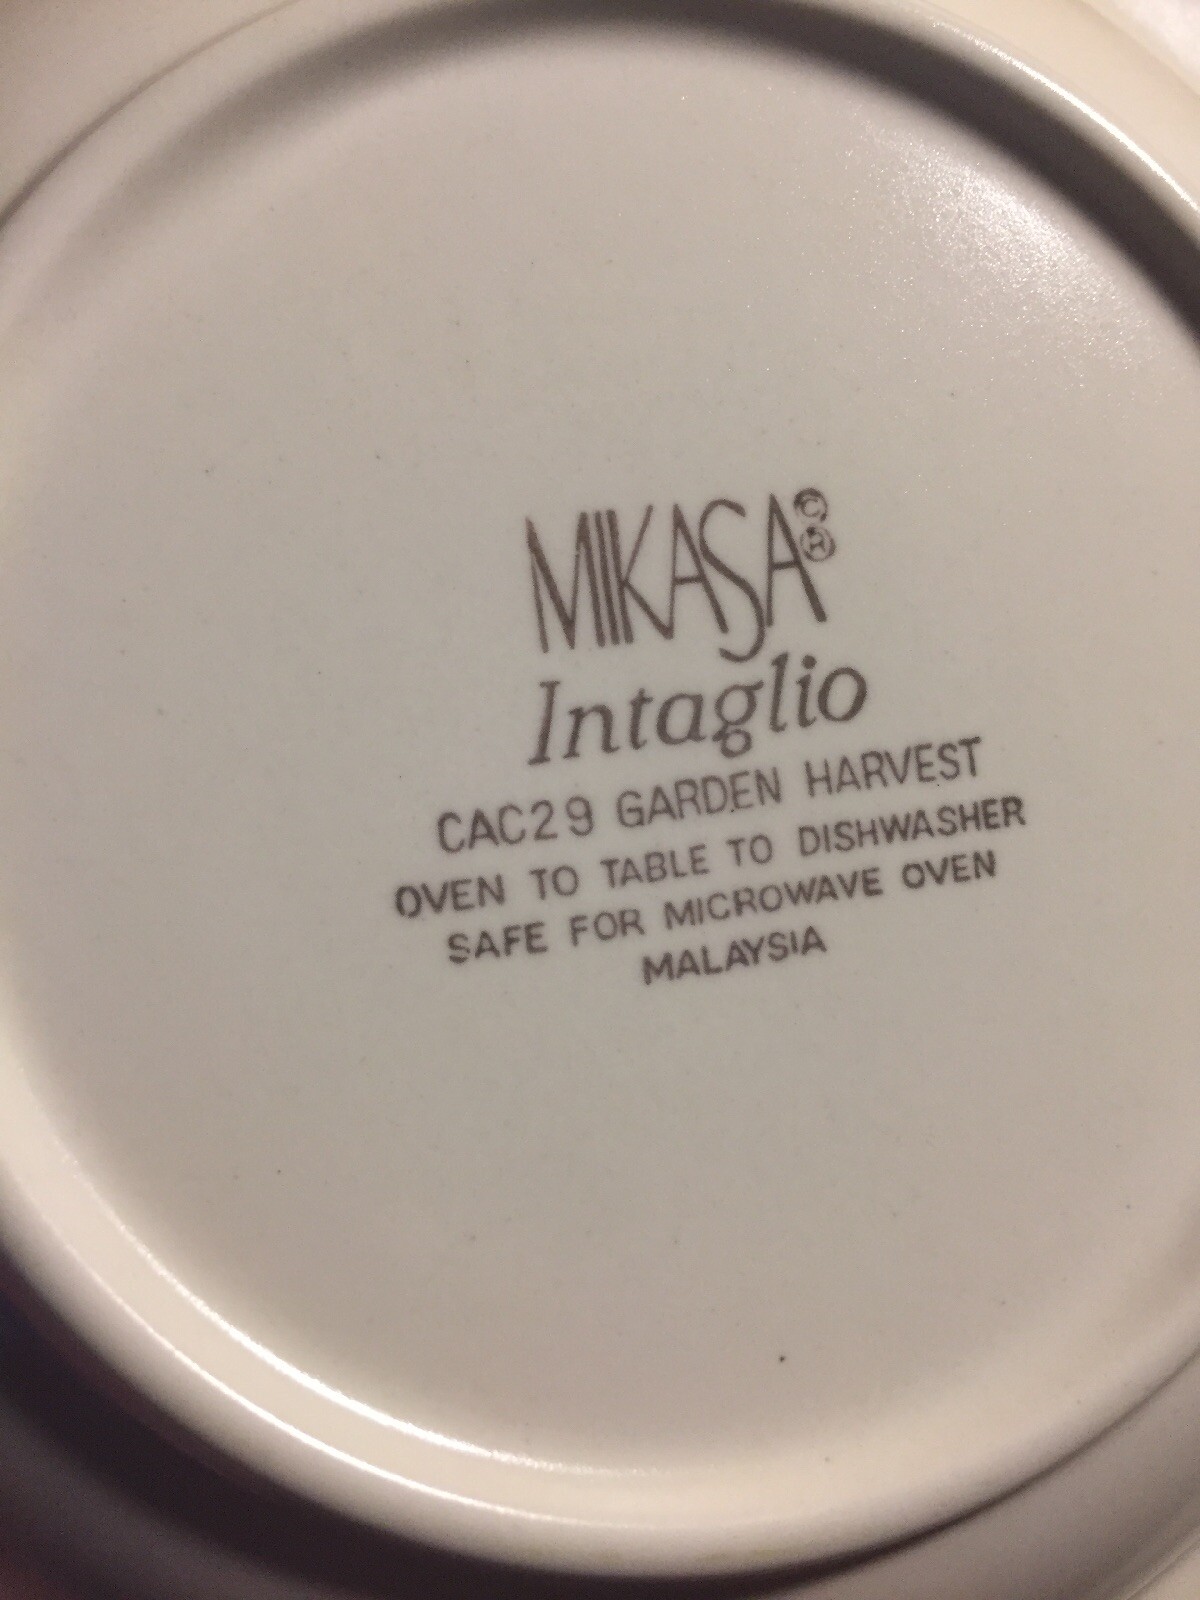 MIKASA©®
Intaglio
CAC29 GARDEN HARVEST
OVEN TO TABLE TO DISHWASHER
SAFE FOR MICROWAVE OVEN
MALAYSIA